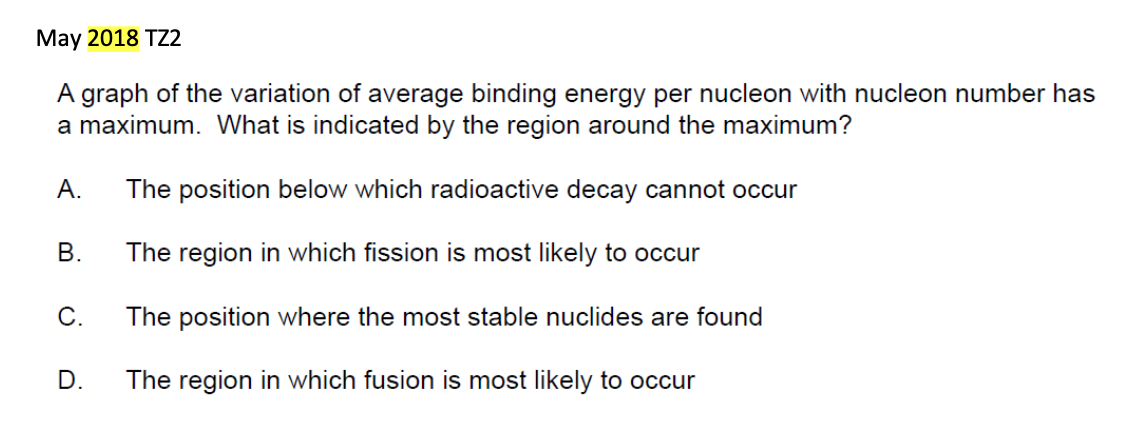 May 2018 TZ2
A graph of the variation of average binding energy per nucleon with nucleon number has
a maximum. What is indicated by the region around the maximum?
A. The position below which radioactive decay cannot occur
B. The region in which fission is most likely to occur
C. The position where the most stable nuclides are found
D. The region in which fusion is most likely to occur